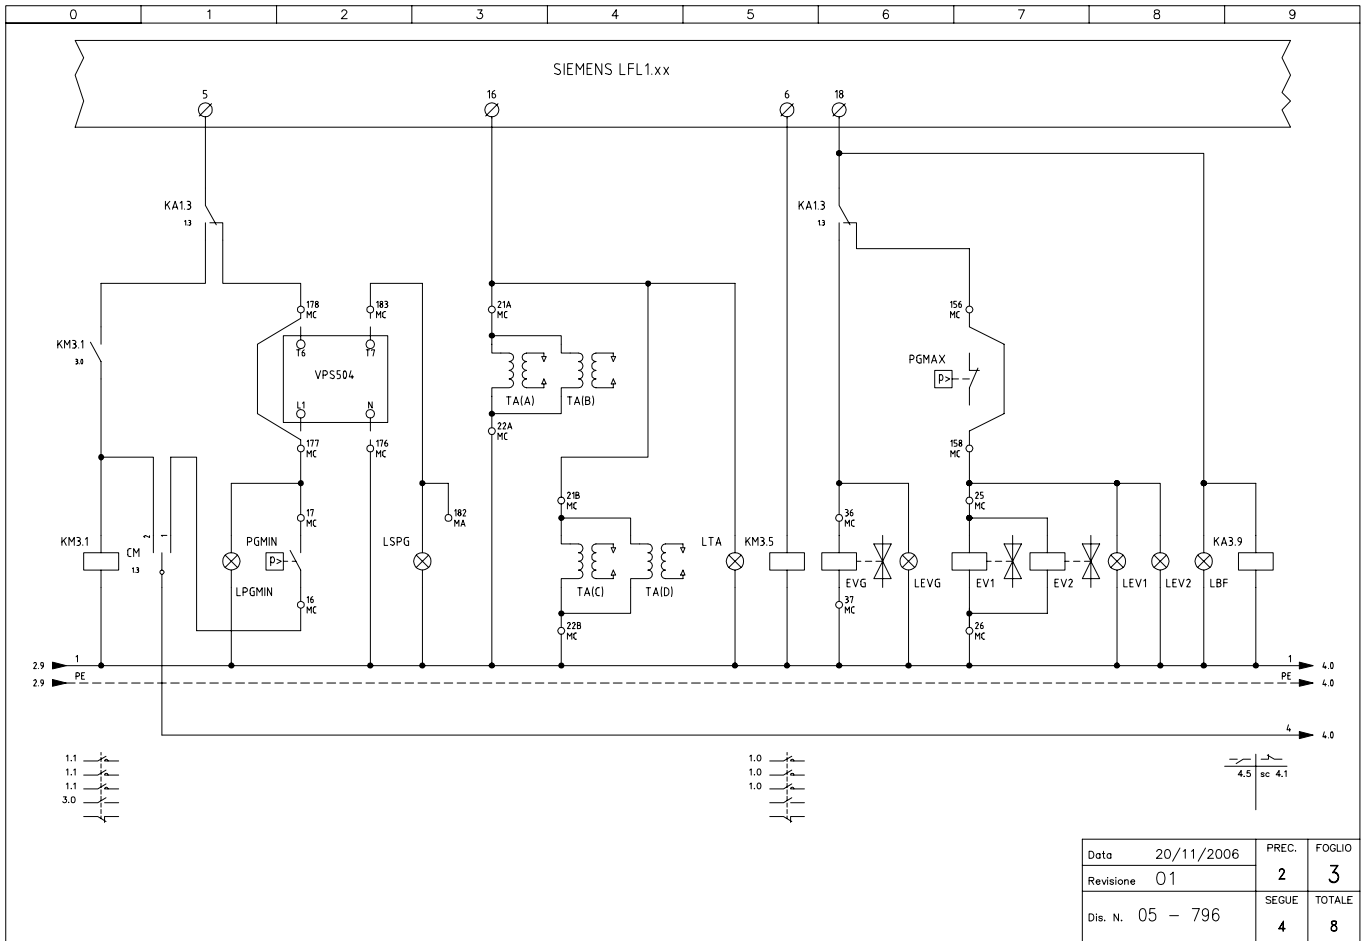 0 1 2 3 4 5 6 7 8 9
SIEMENS LFL1.xx
5 16 6 18
KA1.3
1.3
KA1.3
1.3
178
MC
183
MC
21A
MC
156
MC
KM3.1
3.0
T6 T7
VPS504
L1 N
PGMAX
P>
TA(A) TA(B)
22A
MC
177
MC
176
MC
158
MC
21B
MC
25
MC
17
MC
182
MA
36
MC
2 1
KM3.1
CM
1.3
PGMIN
P>
LPGMIN
LSPG
LTA
KM3.5
EVG
LEVG
EV1
EV2
LEV1
LEV2
LBF
KA3.9
TA(C) TA(D)
16
MC
22B
MC
37
MC
26
MC
2.9 1 1 4.0
2.9 PE PE 4.0
4 4.0
1.1
1.1
1.1
3.0
1.0
1.0
1.0
4.5 sc 4.1
Data 20/11/2006
PREC.
2
FOGLIO
3
Revisione 01
Dis. N. 05 - 796
SEGUE
4
TOTALE
8